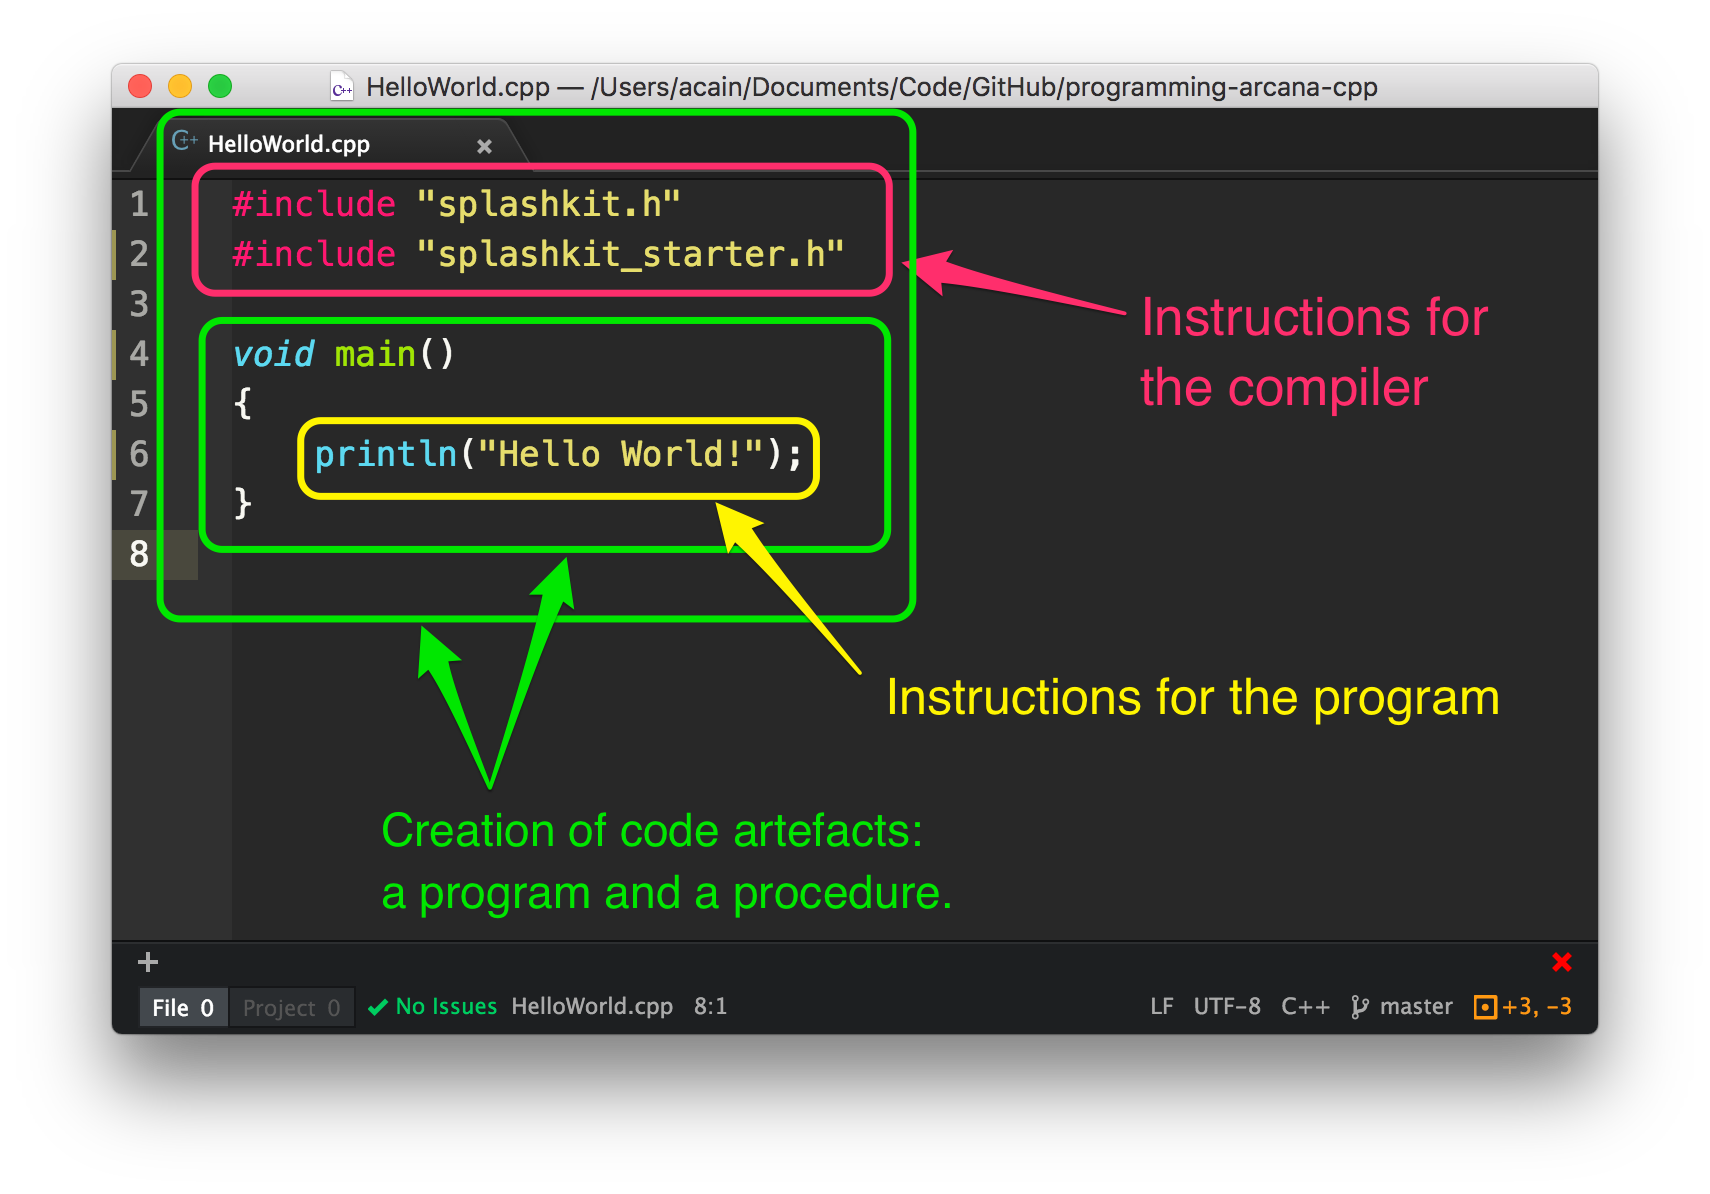 HelloWorld.cpp — /Users/acain/Documents/Code/GitHub/programming-arcana-cpp
C++ HelloWorld.cpp
1 #include "splashkit.h"
2 #include "splashkit_starter.h"
3
4 void main()
5 {
6 println("Hello World!");
7 }
8
Instructions for
the compiler
Instructions for the program
Creation of code artefacts:
a program and a procedure.
File 0 Project 0 No Issues HelloWorld.cpp 8:1 LF UTF-8 C++ master +3, -3